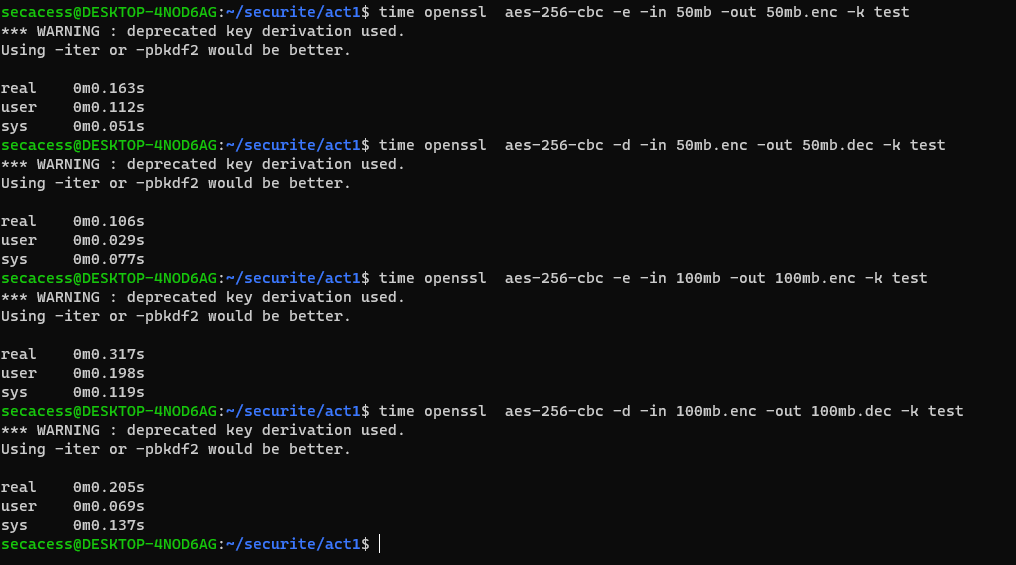 secacess@DESKTOP-4NOD6AG:~/securite/act1$ time openssl  aes-256-cbc -e -in 50mb -out 50mb.enc -k test
*** WARNING : deprecated key derivation used.
Using -iter or -pbkdf2 would be better.

real    0m0.163s
user    0m0.112s
sys     0m0.051s
secacess@DESKTOP-4NOD6AG:~/securite/act1$ time openssl  aes-256-cbc -d -in 50mb.enc -out 50mb.dec -k test
*** WARNING : deprecated key derivation used.
Using -iter or -pbkdf2 would be better.

real    0m0.106s
user    0m0.029s
sys     0m0.077s
secacess@DESKTOP-4NOD6AG:~/securite/act1$ time openssl  aes-256-cbc -e -in 100mb -out 100mb.enc -k test
*** WARNING : deprecated key derivation used.
Using -iter or -pbkdf2 would be better.

real    0m0.317s
user    0m0.198s
sys     0m0.119s
secacess@DESKTOP-4NOD6AG:~/securite/act1$ time openssl  aes-256-cbc -d -in 100mb.enc -out 100mb.dec -k test
*** WARNING : deprecated key derivation used.
Using -iter or -pbkdf2 would be better.

real    0m0.205s
user    0m0.069s
sys     0m0.137s
secacess@DESKTOP-4NOD6AG:~/securite/act1$